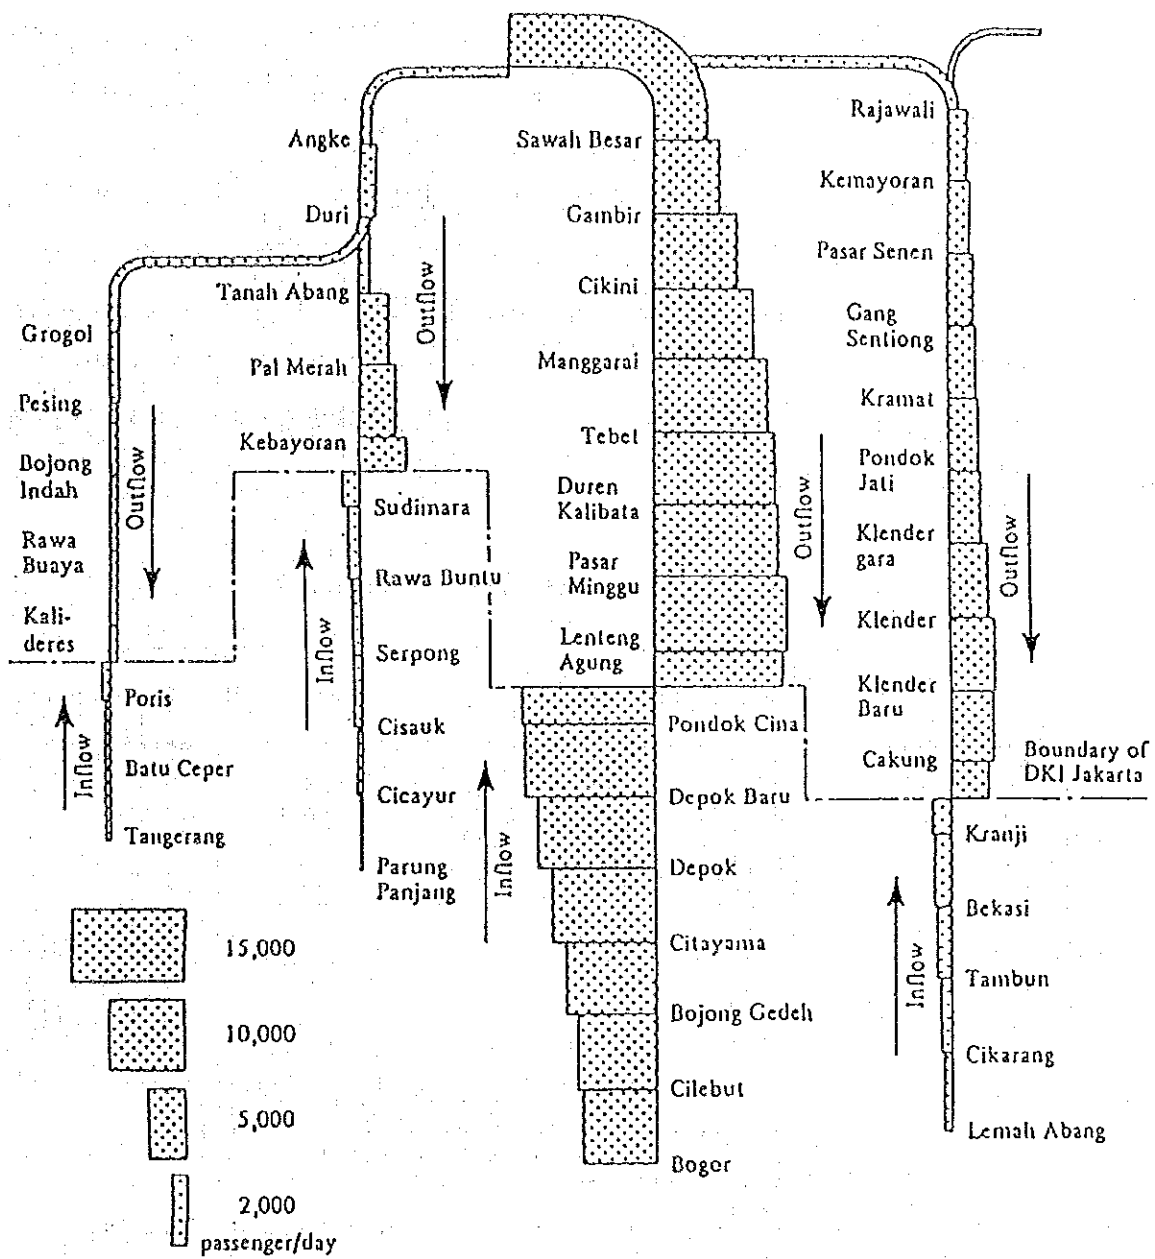 Angke
Duri
Tanah Abang
Pal Merah
Kebayoran
Outflow
Grogol
Pesing
Bojong
Indah
Rawa
Buaya
Kali-
deres
Outflow
Inflow
Poris
Batu Ceper
Tangerang
Sudimara
Rawa Buntu
Serpong
Cisauk
Cicayur
Parung
Panjang
Inflow
Sawah Besar
Gambir
Cikini
Manggarai
Tebet
Duren
Kalibata
Pasar
Minggu
Lenteng
Agung
Outflow
Pondok Cina
Depok Baru
Depok
Citayama
Bojong Gedeh
Cilebut
Bogor
Inflow
Rajawali
Kemayoran
Pasar Senen
Gang
Sentiong
Kramat
Pondok
Jati
Klender
gara
Klender
Klender
Baru
Cakung
Outflow
Boundary of
DKI Jakarta
Kranji
Bekasi
Tambun
Cikarang
Lemah Abang
Inflow
15,000
10,000
5,000
2,000
passenger/day